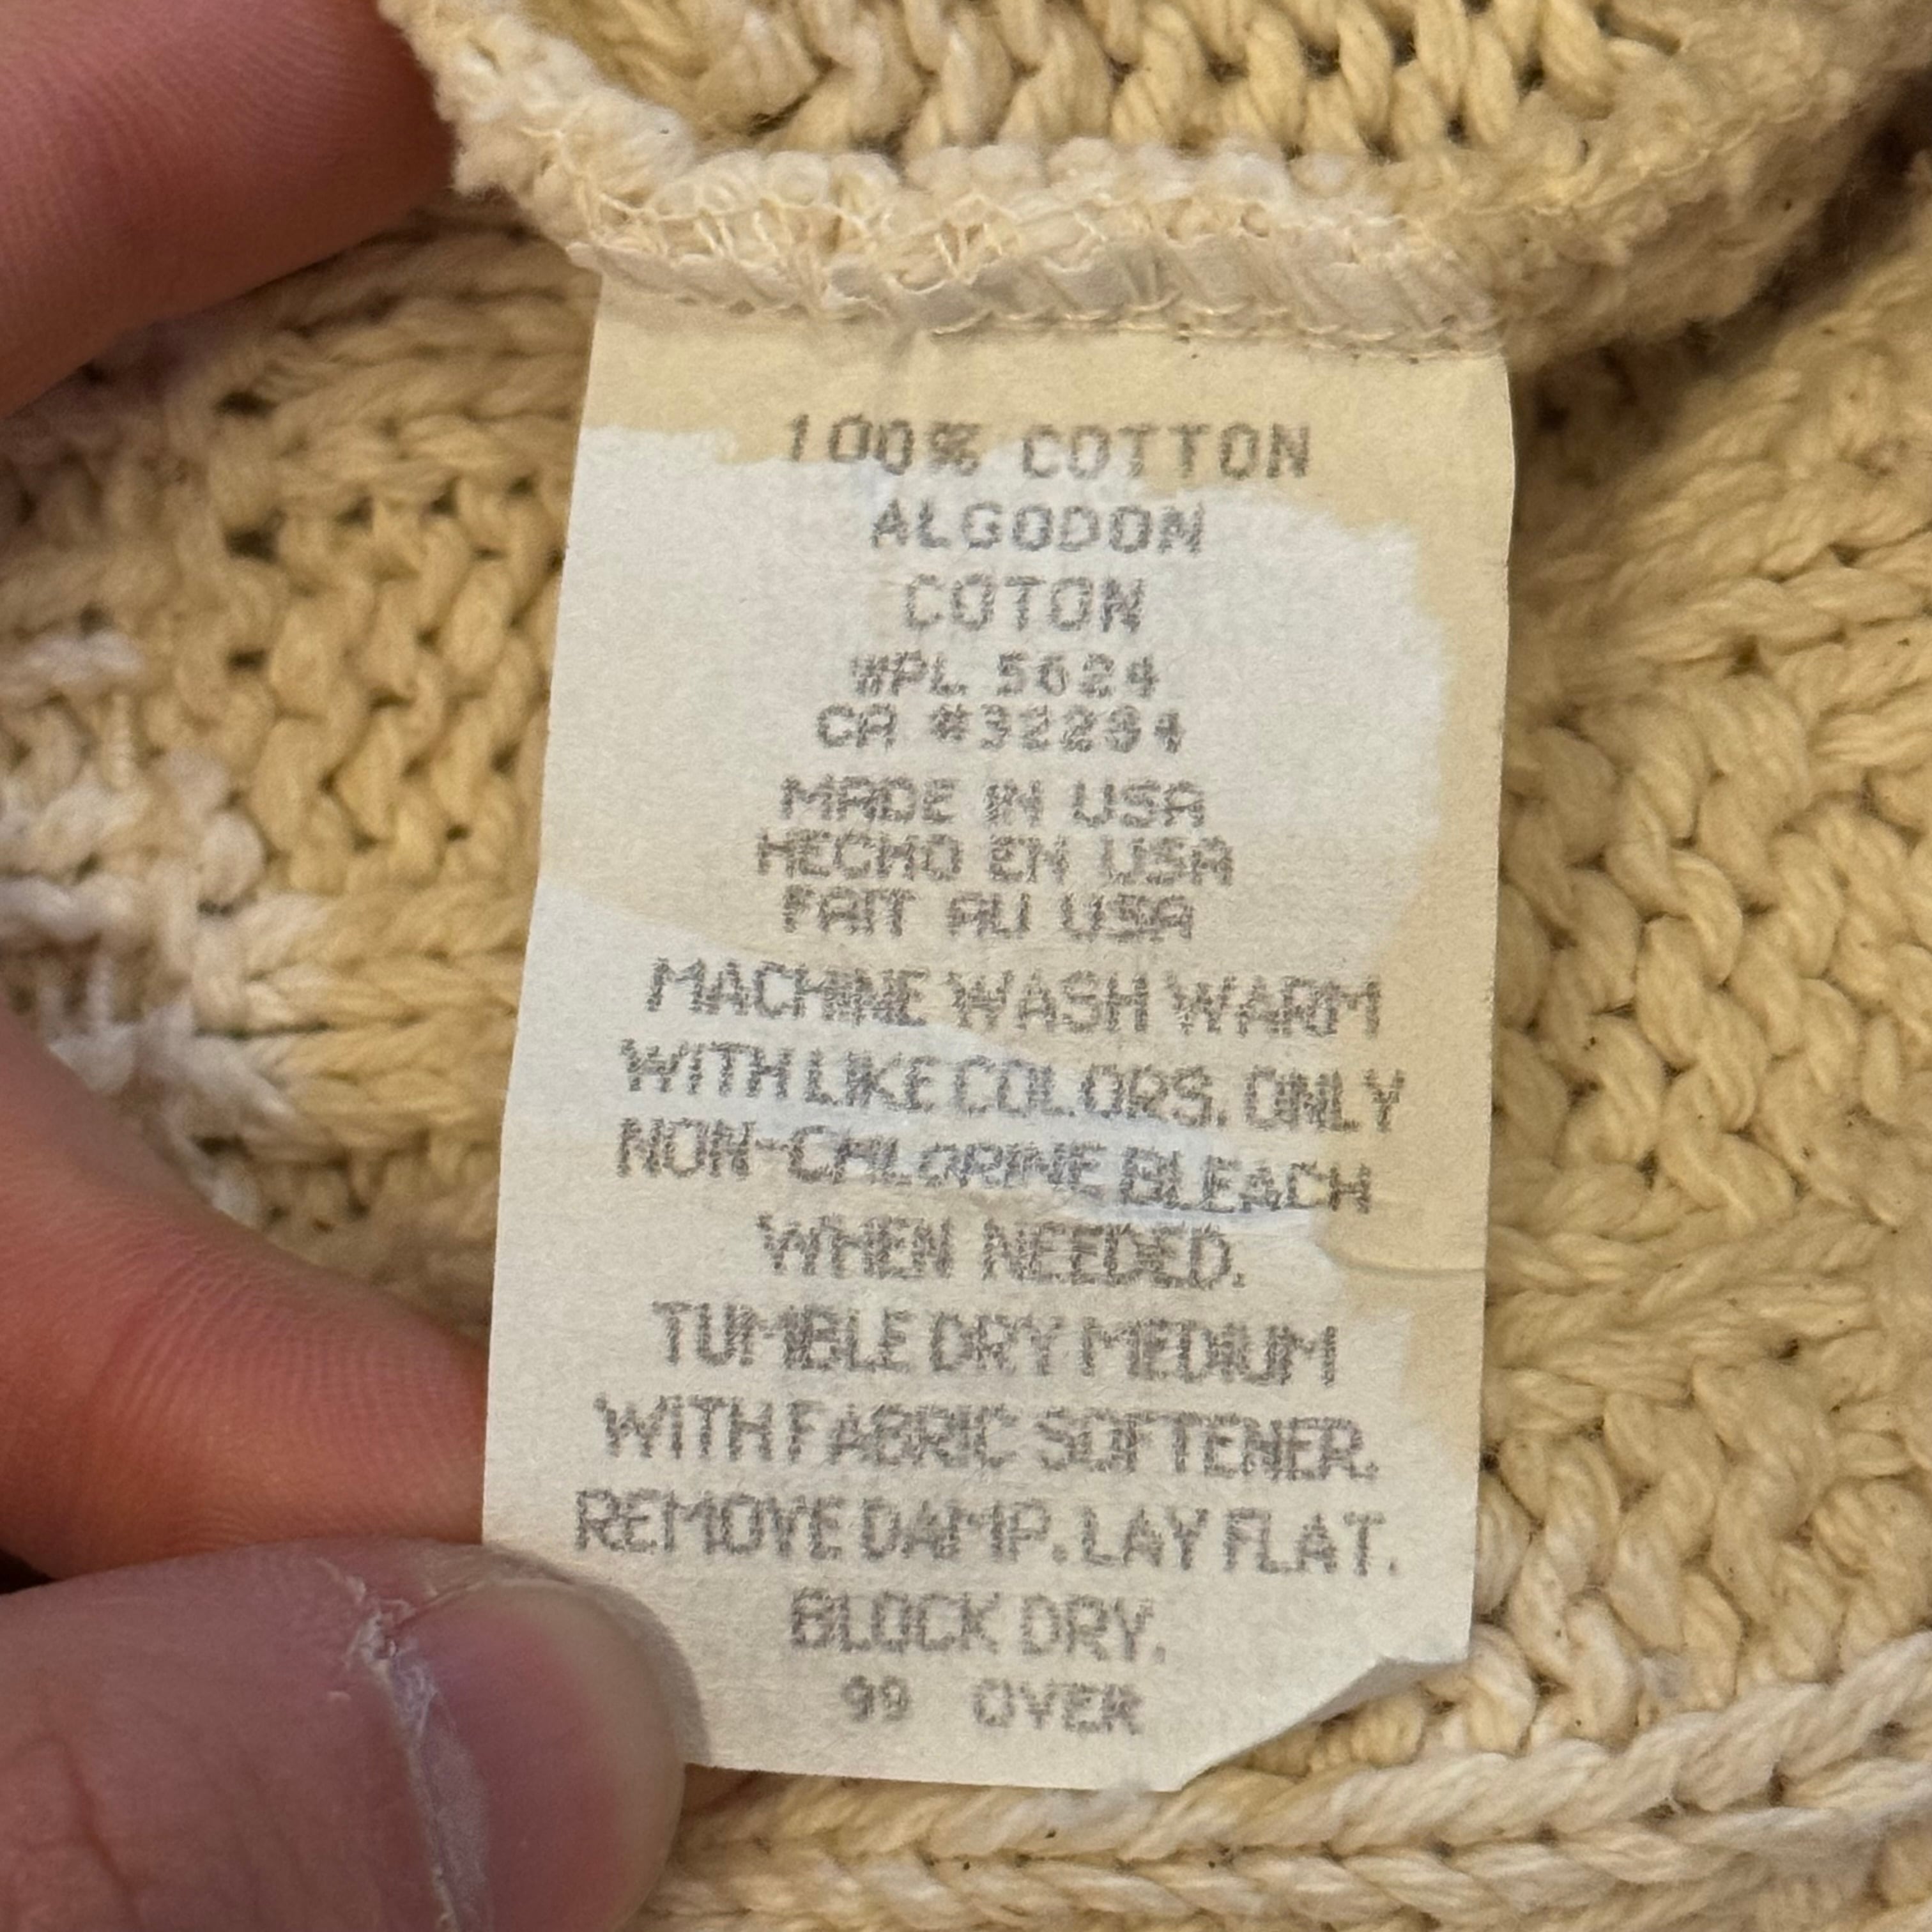 100% COTTON
ALGODON
COTON
WPL 5624
CA #32284
MADE IN USA
HECHO EN USA
FAIT AU USA
MACHINE WASH WARM
WITH LIKE COLORS. ONLY
NON-CHLORINE BLEACH
WHEN NEEDED.
TUMBLE DRY MEDIUM
WITH FABRIC SOFTENER.
REMOVE DAMP. LAY FLAT.
BLOCK DRY.
99 OVER